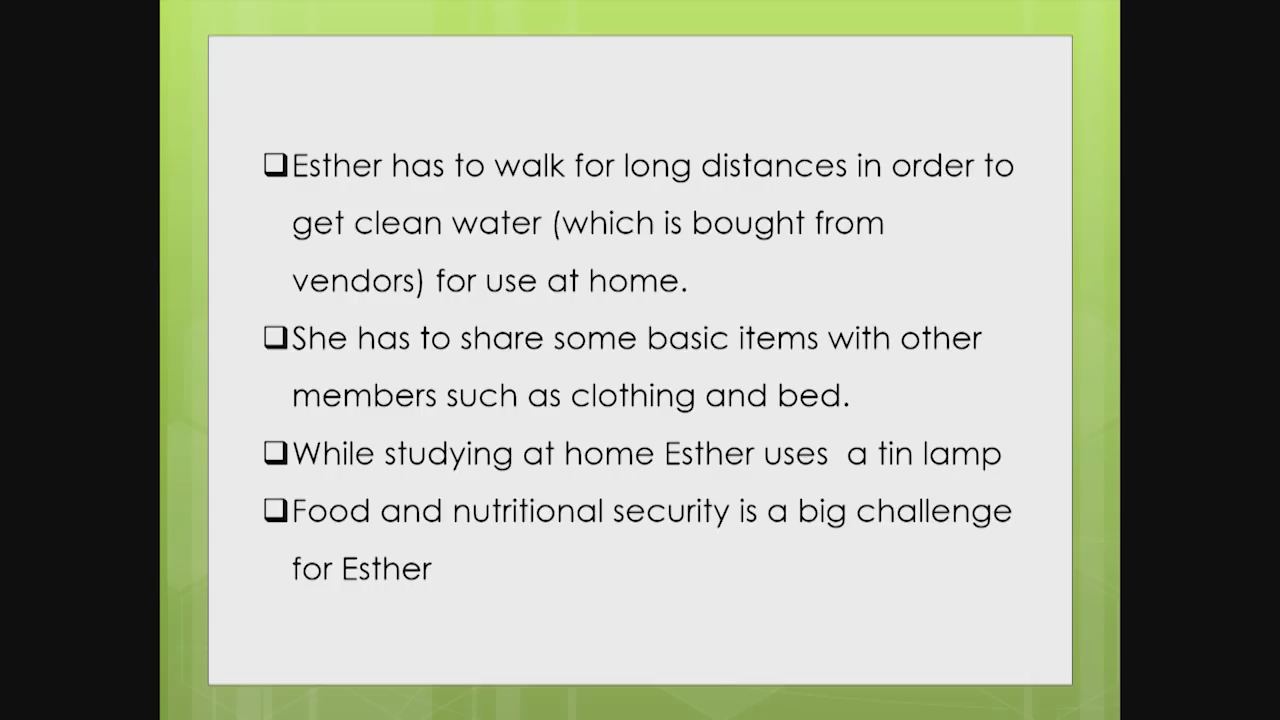 ❑Esther has to walk for long distances in order to
get clean water (which is bought from
vendors) for use at home.
❑She has to share some basic items with other
members such as clothing and bed.
❑While studying at home Esther uses  a tin lamp
❑Food and nutritional security is a big challenge
for Esther